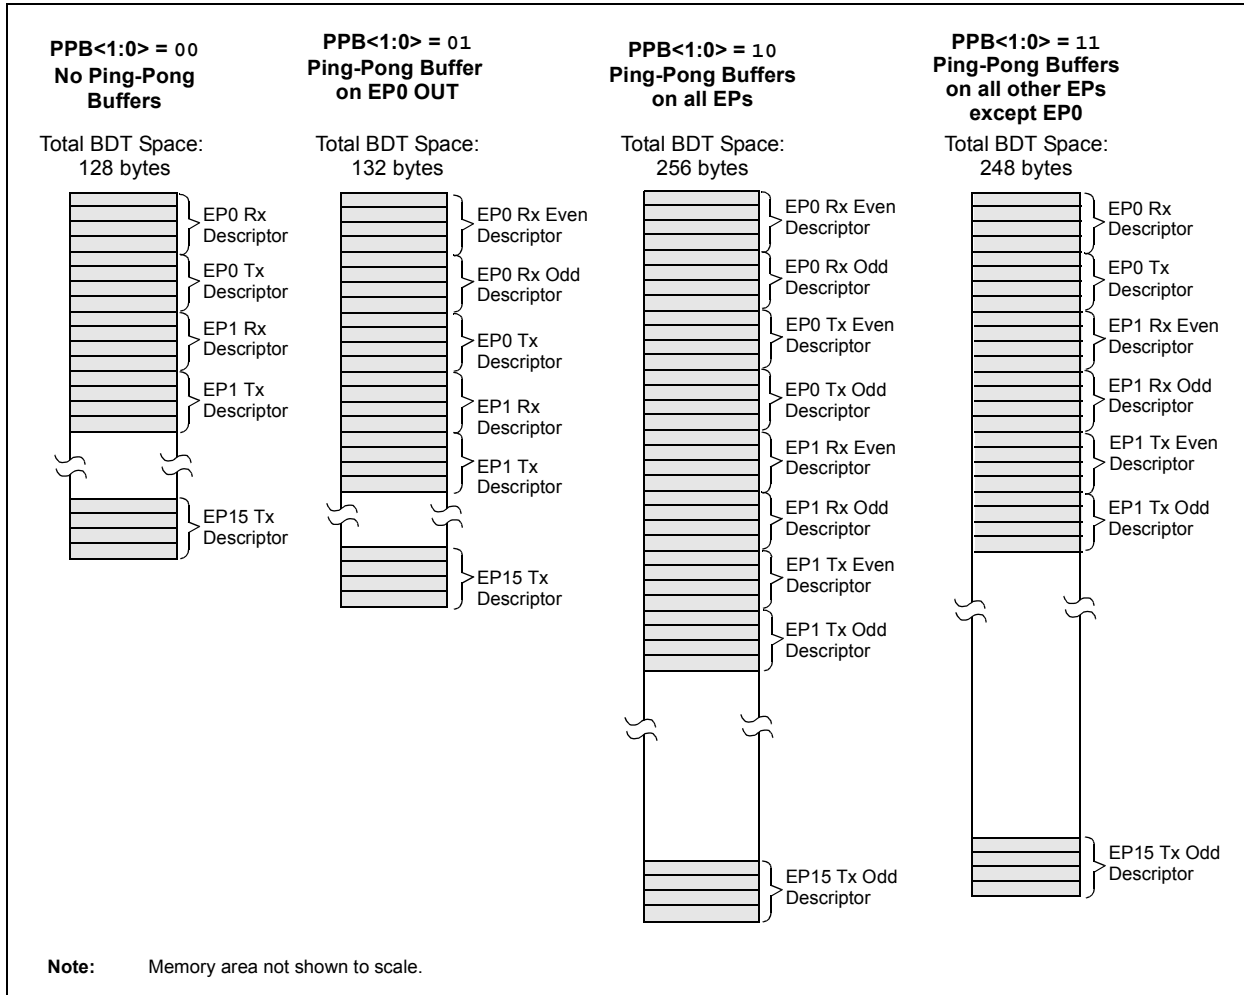 PPB<1:0> = 00
No Ping-Pong
Buffers
Total BDT Space:
128 bytes
EP0 Rx
Descriptor
EP0 Tx
Descriptor
EP1 Rx
Descriptor
EP1 Tx
Descriptor
EP15 Tx
Descriptor
PPB<1:0> = 01
Ping-Pong Buffer
on EP0 OUT
Total BDT Space:
132 bytes
EP0 Rx Even
Descriptor
EP0 Rx Odd
Descriptor
EP0 Tx
Descriptor
EP1 Rx
Descriptor
EP1 Tx
Descriptor
EP15 Tx
Descriptor
PPB<1:0> = 10
Ping-Pong Buffers
on all EPs
Total BDT Space:
256 bytes
EP0 Rx Even
Descriptor
EP0 Rx Odd
Descriptor
EP0 Tx Even
Descriptor
EP0 Tx Odd
Descriptor
EP1 Rx Even
Descriptor
EP1 Rx Odd
Descriptor
EP1 Tx Even
Descriptor
EP1 Tx Odd
Descriptor
EP15 Tx Odd
Descriptor
PPB<1:0> = 11
Ping-Pong Buffers
on all other EPs
except EP0
Total BDT Space:
248 bytes
EP0 Rx
Descriptor
EP0 Tx
Descriptor
EP1 Rx Even
Descriptor
EP1 Rx Odd
Descriptor
EP1 Tx Even
Descriptor
EP1 Tx Odd
Descriptor
EP15 Tx Odd
Descriptor
Note: Memory area not shown to scale.